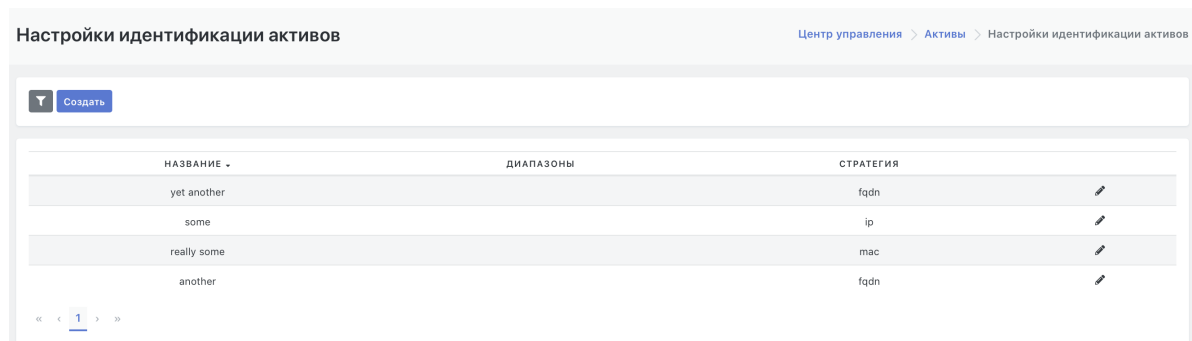 Настройки идентификации активов
Центр управления > Активы > Настройки идентификации активов
Создать
НАЗВАНИЕ ДИАПАЗОНЫ СТРАТЕГИЯ
yet another fqdn
some ip
really some mac
another fqdn
« ‹ 1 › »